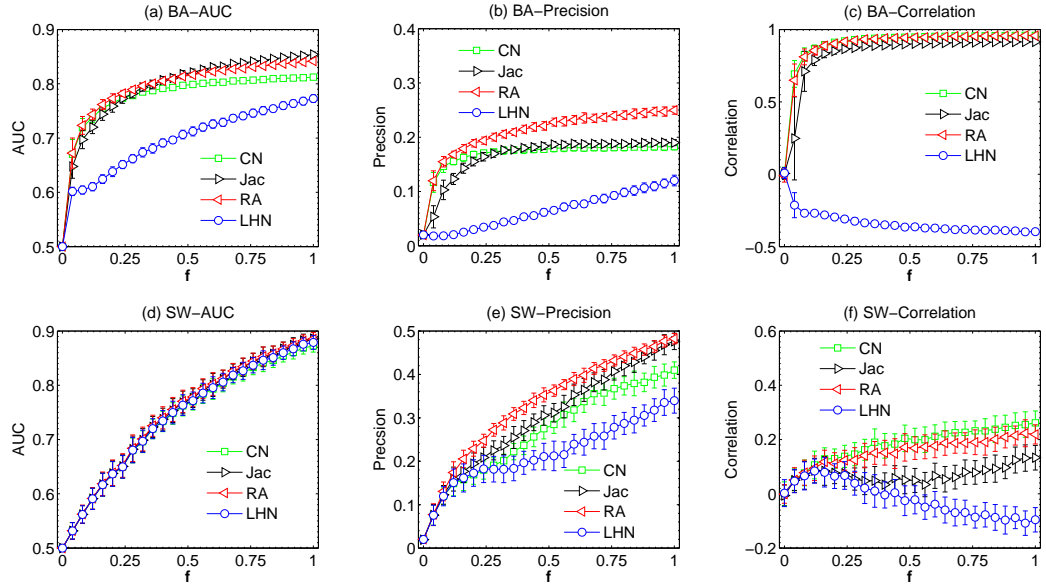 (a) BA−AUC
0.9
0.8
0.7
0.6
0.5
AUC
0
0.25
0.5
0.75
1
f
CN
Jac
RA
LHN
(b) BA−Precision
0.4
0.3
0.2
0.1
0
Precsion
0
0.25
0.5
0.75
1
f
CN
Jac
RA
LHN
(c) BA−Correlation
1
0.5
0
−0.5
Correlation
0
0.25
0.5
0.75
1
f
CN
Jac
RA
LHN
(d) SW−AUC
0.9
0.8
0.7
0.6
0.5
AUC
0
0.25
0.5
0.75
1
f
CN
Jac
RA
LHN
(e) SW−Precision
0.5
0.4
0.3
0.2
0.1
0
Precsion
0
0.25
0.5
0.75
1
f
CN
Jac
RA
LHN
(f) SW−Correlation
0.6
0.4
0.2
0
−0.2
Correlation
0
0.25
0.5
0.75
1
f
CN
Jac
RA
LHN